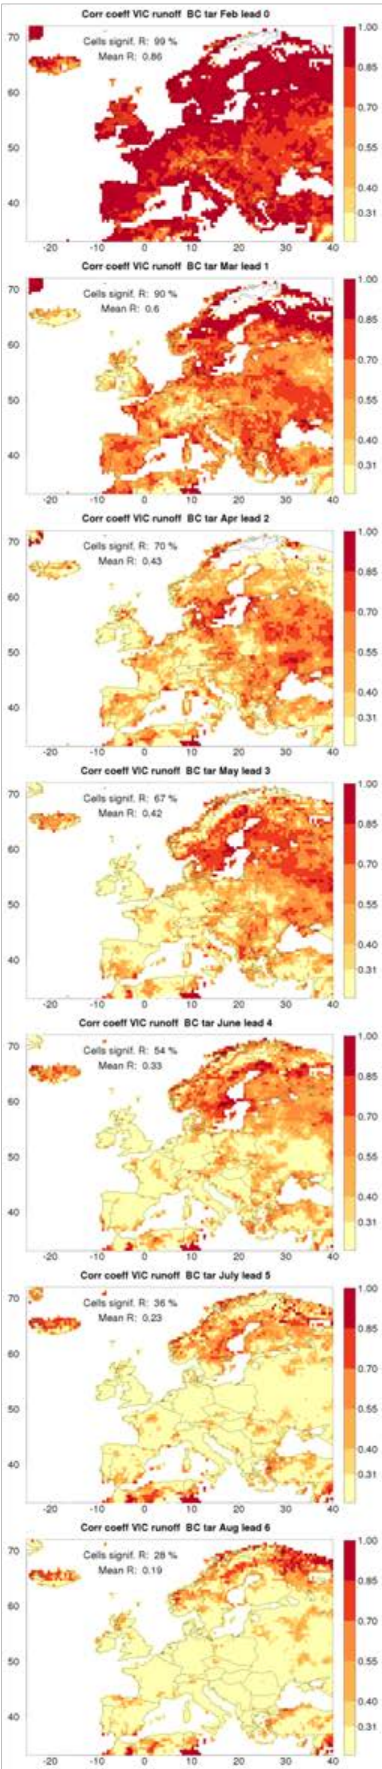 Corr coeff VIC runoff BC tar Feb lead 0
Cells signif. R: 99 %
Mean R: 0.86
70
60
50
40
1.00
0.85
0.70
0.55
0.40
0.31
-20 -10 0 10 20 30 40
Corr coeff VIC runoff BC tar Mar lead 1
Cells signif. R: 90 %
Mean R: 0.6
70
60
50
40
1.00
0.85
0.70
0.55
0.40
0.31
-20 -10 0 10 20 30 40
Corr coeff VIC runoff BC tar Apr lead 2
Cells signif. R: 70 %
Mean R: 0.43
70
60
50
40
1.00
0.85
0.70
0.55
0.40
0.31
-20 -10 0 10 20 30 40
Corr coeff VIC runoff BC tar May lead 3
Cells signif. R: 67 %
Mean R: 0.42
70
60
50
40
1.00
0.85
0.70
0.55
0.40
0.31
-20 -10 0 10 20 30 40
Corr coeff VIC runoff BC tar June lead 4
Cells signif. R: 54 %
Mean R: 0.33
70
60
50
40
1.00
0.85
0.70
0.55
0.40
0.31
-20 -10 0 10 20 30 40
Corr coeff VIC runoff BC tar July lead 5
Cells signif. R: 36 %
Mean R: 0.23
70
60
50
40
1.00
0.85
0.70
0.55
0.40
0.31
-20 -10 0 10 20 30 40
Corr coeff VIC runoff BC tar Aug lead 6
Cells signif. R: 28 %
Mean R: 0.19
70
60
50
40
1.00
0.85
0.70
0.55
0.40
0.31
-20 -10 0 10 20 30 40